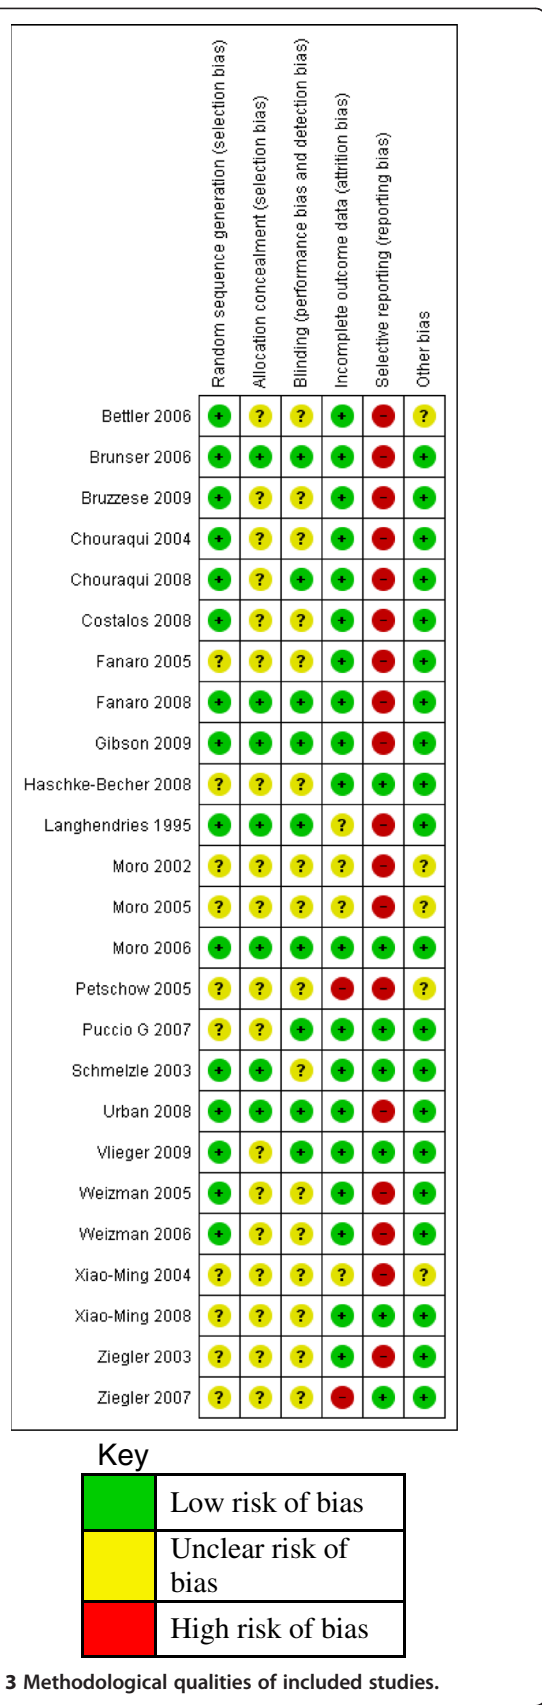 Random sequence generation (selection bias)
Allocation concealment (selection bias)
Blinding (performance bias and detection bias)
Incomplete outcome data (attrition bias)
Selective reporting (reporting bias)
Other bias
Bettler 2006 + ? ? + - ?
Brunser 2006 + + + + - +
Bruzzese 2009 + ? ? + - +
Chouraqui 2004 + ? ? + - +
Chouraqui 2008 + ? + + - +
Costalos 2008 + ? ? + - +
Fanaro 2005 ? ? ? + - +
Fanaro 2008 + + + + - +
Gibson 2009 + + + + - +
Haschke-Becher 2008 ? ? ? + + +
Langhendries 1995 + + + ? - +
Moro 2002 ? ? ? ? - ?
Moro 2005 ? ? ? ? - ?
Moro 2006 + + + + + +
Petschow 2005 ? ? ? - - ?
Puccio G 2007 ? ? + + + +
Schmelzle 2003 + + ? + + +
Urban 2008 + + + + - +
Vlieger 2009 + ? + + + +
Weizman 2005 + ? ? + - +
Weizman 2006 + ? ? + - +
Xiao-Ming 2004 ? ? ? ? - ?
Xiao-Ming 2008 ? ? ? + + +
Ziegler 2003 ? ? ? + - +
Ziegler 2007 ? ? ? - + +
Key
Low risk of bias
Unclear risk of
bias
High risk of bias
3 Methodological qualities of included studies.